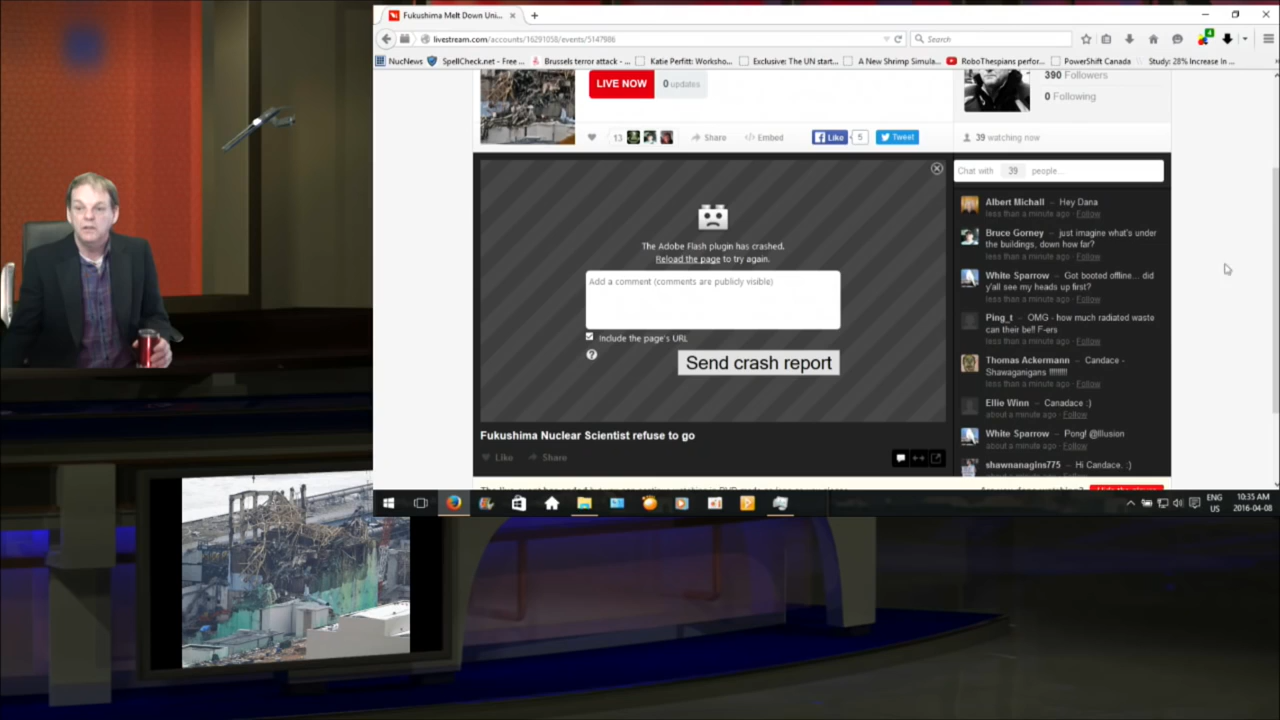 Fukushima Melt Down Uni...
livestream.com/accounts/16291058/events/5147986
Search
4
NucNews
SpellCheck.net - Free ...
Brussels terror attack - ...
Katie Perfitt: Worksho...
Exclusive: The UN start...
A New Shrimp Simula...
RoboThespians perfor...
PowerShift Canada
Study: 28% Increase In ...
LIVE NOW
0 updates
390 Followers
0 Following
13
Share
</> Embed
Like
5
Tweet
39 watching now
The Adobe Flash plugin has crashed.
Reload the page to try again.
Add a comment (comments are publicly visible)
Include the page's URL
?
Send crash report
Fukushima Nuclear Scientist refuse to go
Like
Share
Chat with 39 people...
Albert Michall – Hey Dana
less than a minute ago · Follow
Bruce Gorney – just imagine what's under
the buildings, down how far?
less than a minute ago · Follow
White Sparrow – Got booted offline... did
y'all see my heads up first?
less than a minute ago · Follow
Ping_t – OMG - how much radiated waste
can their be!! F-ers
less than a minute ago · Follow
Thomas Ackermann – Candace -
Shawaganigans !!!!!!!!!
less than a minute ago · Follow
Ellie Winn – Canadace :)
about a minute ago · Follow
White Sparrow – Pong! @Illusion
about a minute ago · Follow
shawnanagins775 – Hi Candace. :)
ENG
US
10:35 AM
2016-04-08